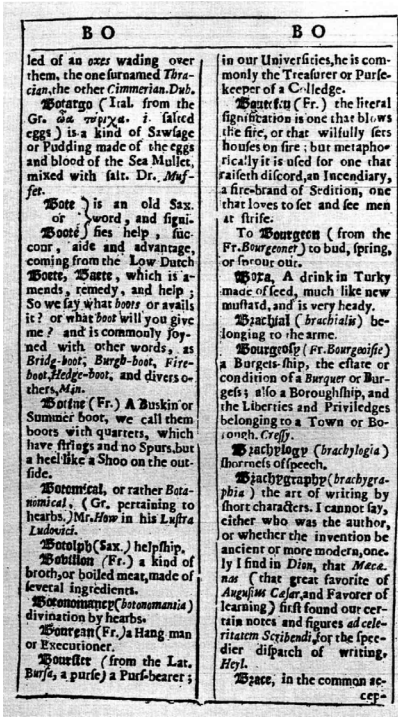 BO
led of an oxes wading over
them, the one surnamed Thra-
cian, the other Cimmerian. Dub.
Botargo (Ital. from the
Gr. ὠὰ τάριχα. i. salted
eggs) is a kind of Sawsage
or Pudding made of the eggs
and blood of the Sea Mullet,
mixed with salt. Dr. Muf-
fet.
Bote } is an old Sax.
or } word, and signi-
Boote } fies help, suc-
cour, aide and advantage,
coming from the Low Dutch
Boete, Baete, which is a-
mends, remedy, and help;
So we say what boots or avails
it? or what boot will you give
me? and is commonly joy-
ned with other words, as
Bridg-boot, Burgh-boot, Fire-
boot, Hedge-boot, and divers o-
thers, Min.
Botine (Fr.) A Buskin or
Summer boot, we call them
boots with quarters, which
have strings and no Spurs, but
a heel like a Shoo on the out-
side.
Botomical, or rather Bota-
nomical, (Gr. pertaining to
hearbs.) Mr. How in his Lustra
Ludovici.
Botolph (Sax.) helpship.
Bobillon (Fr.) a kind of
broth, or boiled meat, made of
several ingredients.
Botonomancy (botonomantia)
divination by hearbs.
Bourean (Fr.) a Hang man
or Executioner.
Bourser (from the Lat.
Bursa, a purse) a Purs-bearer;
BO
in our Universities, he is com-
monly the Treasurer or Purse-
keeper of a Colledge.
Boutefeu (Fr.) the literal
signification is one that blows
the fire, or that wilfully sets
houses on fire; but metapho-
rically it is used for one that
raiseth discord, an Incendiary,
a fire-brand of Sedition, one
that loves to set and see men
at strife.
To Bourgeon (from the
Fr. Bourgeonet) to bud, spring,
or sprout out.
Boza, A drink in Turky
made of seed, much like new
mustard, and is very heady.
Brachial (brachialis) be-
longing to the arme.
Bourgeosy (Fr. Bourgeoisie)
a Burgeis-ship, the estate or
condition of a Burquer or Bur-
gess; also a Boroughship, and
the Liberties and Priviledges
belonging to a Town or Bo-
rough. Cressy.
Brachylogy (brachylogia)
shortness of speech.
Brachygraphy (brachygra-
phia) the art of writing by
short characters. I cannot say,
either who was the author,
or whether the invention be
ancient or more modern, one-
ly I find in Dion, that Mæcæ-
nas (that great favorite of
Augustus Cæsar, and Favorer of
learning) first found our cer-
tain notes and figures ad cele-
ritatem Scribendi, for the spee-
dier dispatch of writing.
Heyl.
Brace, in the common ac-
cep-